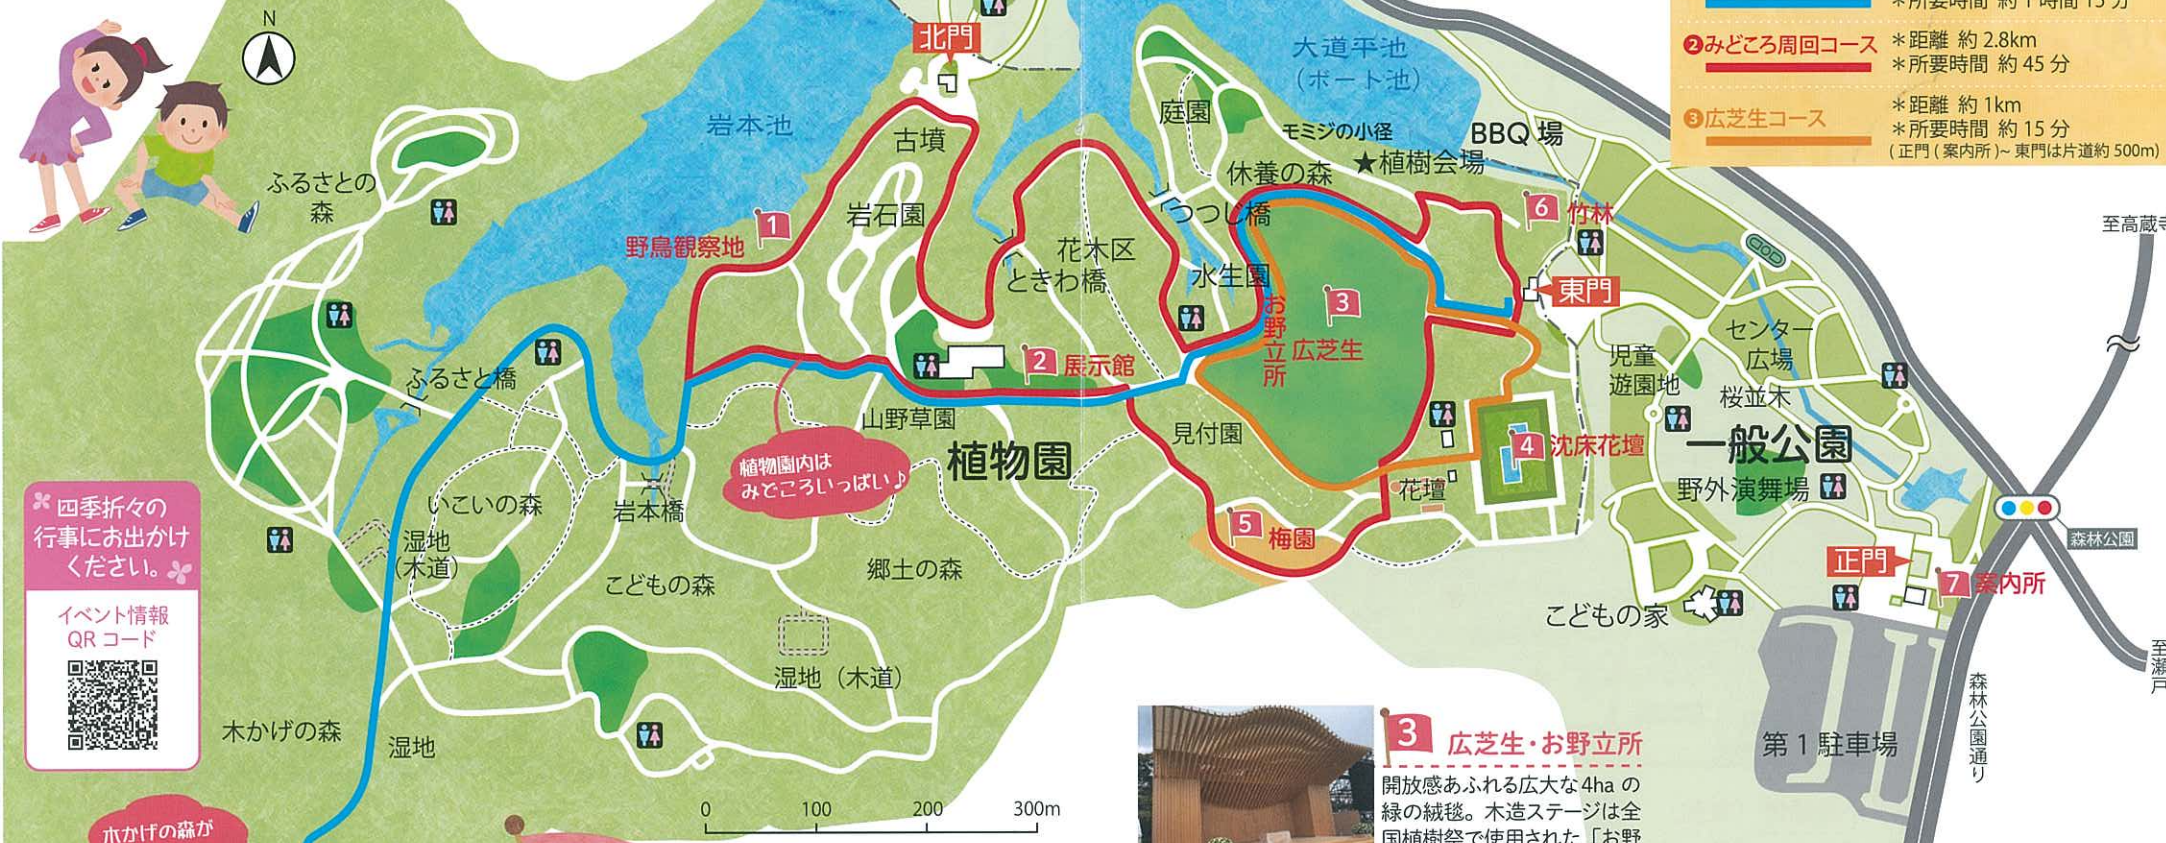 N
北門
岩本池
大道平池
（ボート池）
＊所要時間 約1時間15分
❷みどころ周回コース
＊距離 約2.8km
＊所要時間 約45分
❸広芝生コース
＊距離 約1km
＊所要時間 約15分
(正門(案内所)~東門は片道約500m)
庭園
モミジの小径
BBQ場
★植樹会場
休養の森
古墳
ふるさとの
森
岩石園
つつじ橋
6 竹林
至高蔵寺
1
野鳥観察地
花木区
ときわ橋
水生園
東門
3
お野立所
広芝生
センター
広場
児童
遊園地
桜並木
ふるさと橋
2 展示館
山野草園
植物園
見付園
4 沈床花壇
一般公園
野外演舞場
植物園内は
みどころいっぱい♪
花壇
いこいの森
岩本橋
5 梅園
湿地
（木道）
こどもの森
郷土の森
森林公園
正門
7 案内所
こどもの家
四季折々の
行事にお出かけ
ください。
イベント情報
QRコード
湿地（木道）
至瀬戸
森林公園通り
木かげの森
湿地
第1駐車場
3 広芝生・お野立所
開放感あふれる広大な4haの
緑の絨毯。木造ステージは全
国植樹祭で使用された「お野
0 100 200 300m
木かげの森が